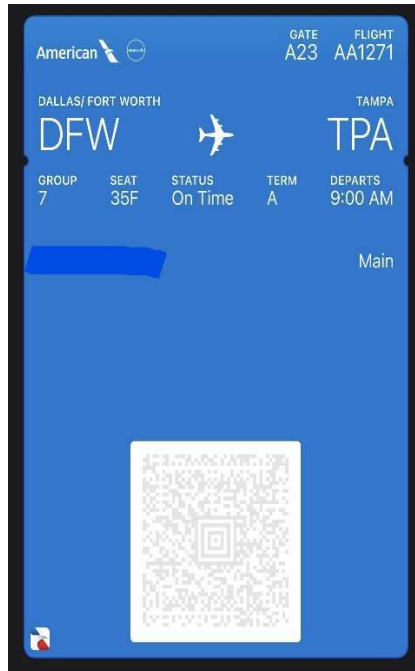 American
GATE FLIGHT
A23 AA1271
DALLAS/ FORT WORTH TAMPA
DFW TPA
GROUP SEAT STATUS TERM DEPARTS
7 35F On Time A 9:00 AM
Main